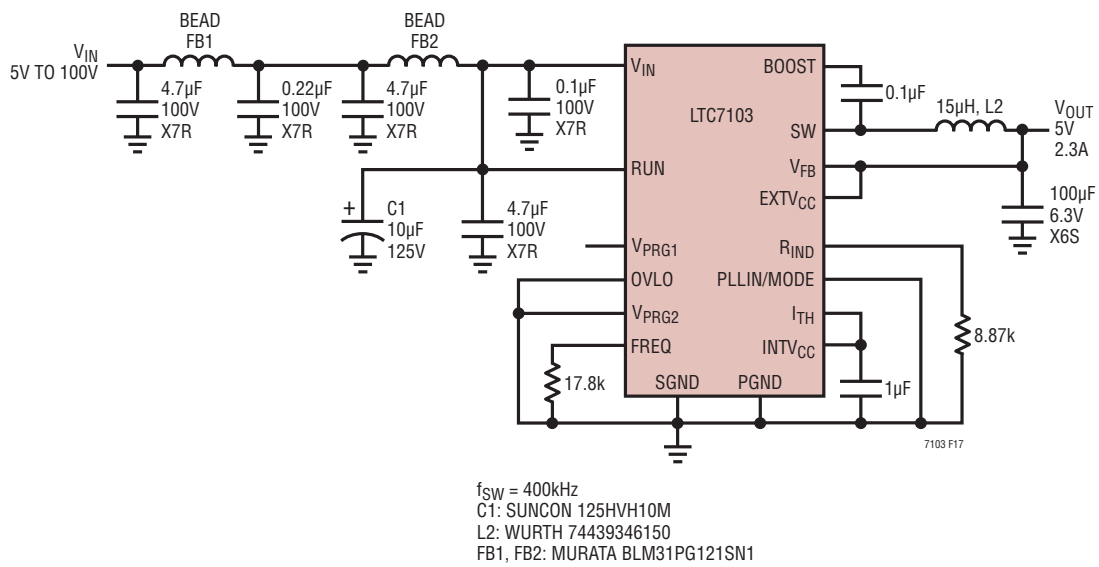 BEAD
FB1
BEAD
FB2
VIN
5V TO 100V
4.7µF
100V
X7R
0.22µF
100V
X7R
4.7µF
100V
X7R
0.1µF
100V
X7R
VIN
BOOST
LTC7103
0.1µF
15µH, L2
VOUT
5V
2.3A
SW
RUN
VFB
EXTVCC
+
C1
10µF
125V
4.7µF
100V
X7R
100µF
6.3V
X6S
VPRG1
RIND
OVLO
PLLIN/MODE
VPRG2
ITH
FREQ
INTVCC
8.87k
17.8k
SGND
PGND
1µF
7103 F17
fSW = 400kHz
C1: SUNCON 125HVH10M
L2: WURTH 74439346150
FB1, FB2: MURATA BLM31PG121SN1